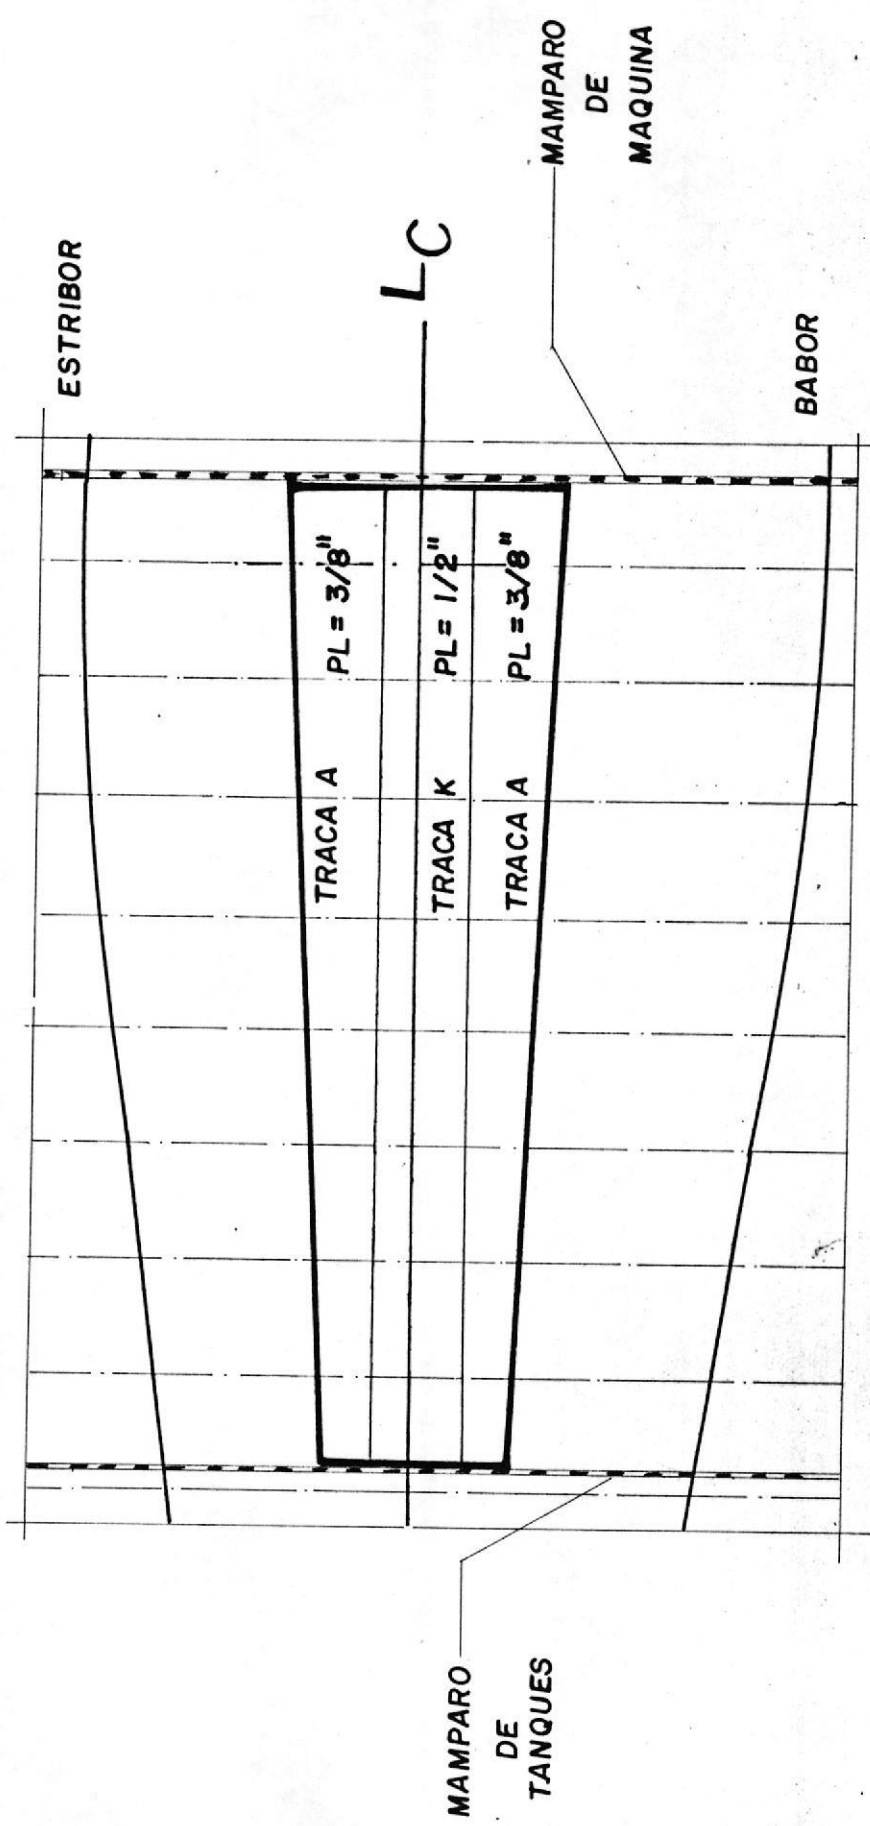 ESTRIBOR
MAMPARO
DE
MAQUINA
LC
BABOR
TRACA A PL = 3/8"
TRACA K PL = 1/2"
TRACA A PL = 3/8"
MAMPARO
DE
TANQUES